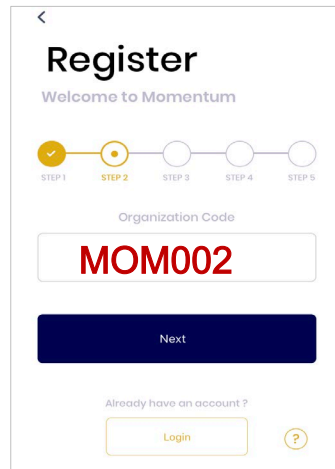 Register
Welcome to Momentum
STEP 1 STEP 2 STEP 3 STEP 4 STEP 5
Organization Code
MOM002
Next
Already have an account ?
Login
?